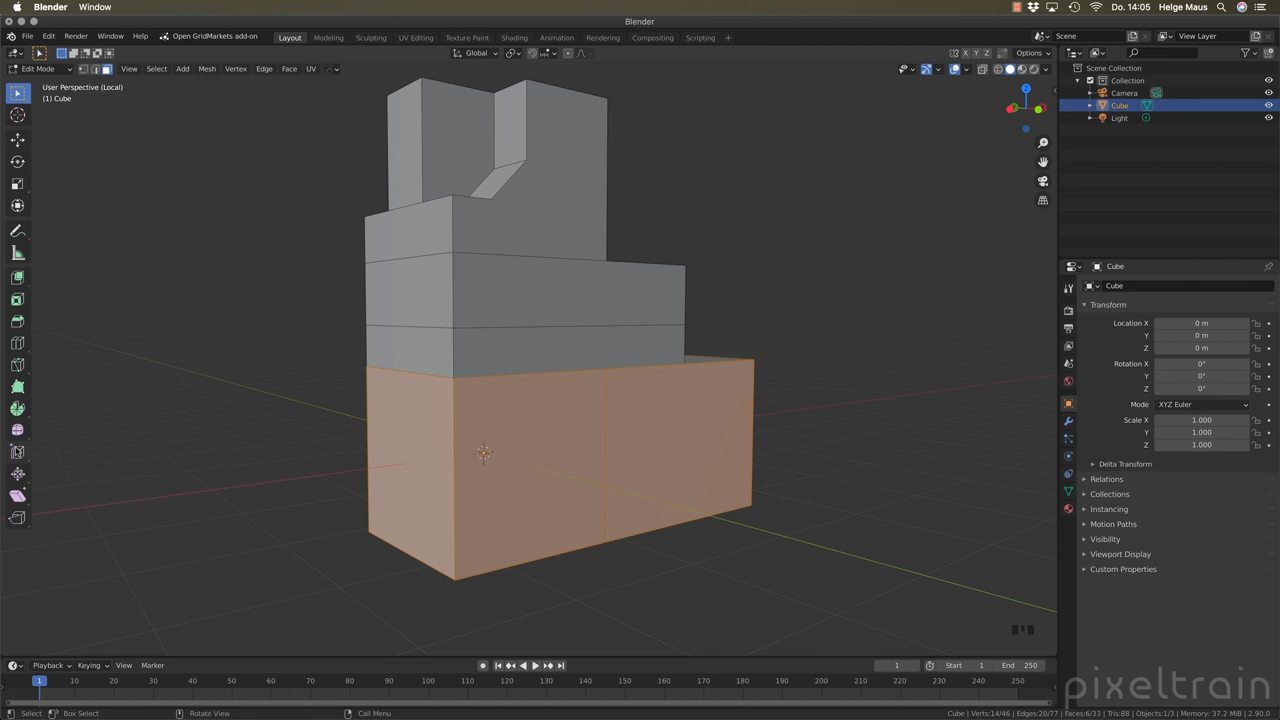 Blender Window
Do. 14:05 Helge Maus
Blender
File Edit Render Window Help Open GridMarkets add-on
Layout Modeling Sculpting UV Editing Texture Paint Shading Animation Rendering Compositing Scripting +
Scene View Layer
Global
X Y Z Options
Edit Mode View Select Add Mesh Vertex Edge Face UV
User Perspective (Local)
(1) Cube
Z
Scene Collection
Collection
Camera
Cube
Light
Cube
Cube
Transform
Location X 0 m
Y 0 m
Z 0 m
Rotation X 0°
Y 0°
Z 0°
Mode XYZ Euler
Scale X 1.000
Y 1.000
Z 1.000
Delta Transform
Relations
Collections
Instancing
Motion Paths
Visibility
Viewport Display
Custom Properties
Playback Keying View Marker
1 Start 1 End 250
1 10 20 30 40 50 60 70 80 90 100 110 120 130 140 150 160 170 180 190 200 210 220 230 240 250
pixeltrain
Select Box Select Rotate View Call Menu
Cube | Verts:14/46 | Edges:20/77 | Faces:6/33 | Tris:88 | Objects:1/3 | Memory: 37.2 MiB | 2.90.0